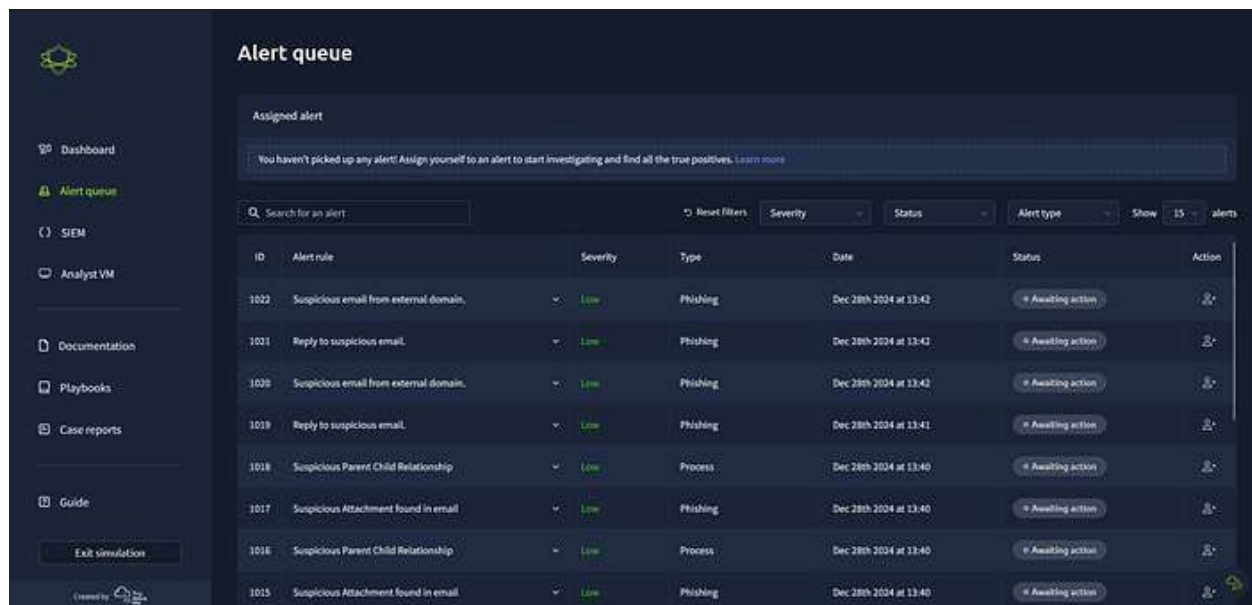 Alert queue
Assigned alert
You haven't picked up any alert! Assign yourself to an alert to start investigating and find all the true positives. Learn more
Dashboard
Alert queue
SIEM
Analyst VM
Documentation
Playbooks
Case reports
Guide
Exit simulation
Created by
Search for an alert Reset filters Severity Status Alert type Show 15 alerts
ID Alert rule Severity Type Date Status Action
1022 Suspicious email from external domain. Low Phishing Dec 28th 2024 at 13:42 Awaiting action
1021 Reply to suspicious email. Low Phishing Dec 28th 2024 at 13:42 Awaiting action
1020 Suspicious email from external domain. Low Phishing Dec 28th 2024 at 13:42 Awaiting action
1019 Reply to suspicious email. Low Phishing Dec 28th 2024 at 13:41 Awaiting action
1018 Suspicious Parent Child Relationship Low Process Dec 28th 2024 at 13:40 Awaiting action
1017 Suspicious Attachment found in email Low Phishing Dec 28th 2024 at 13:40 Awaiting action
1016 Suspicious Parent Child Relationship Low Process Dec 28th 2024 at 13:40 Awaiting action
1015 Suspicious Attachment found in email Low Phishing Dec 28th 2024 at 13:40 Awaiting action